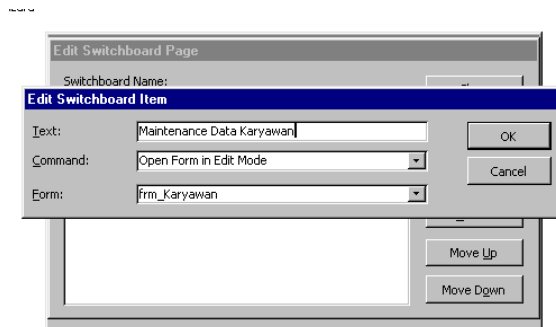 Edit Switchboard Page
Switchboard Name:
Edit Switchboard Item
Text: Maintenance Data Karyawan OK
Command: Open Form in Edit Mode Cancel
Form: frm_Karyawan
Move Up
Move Down